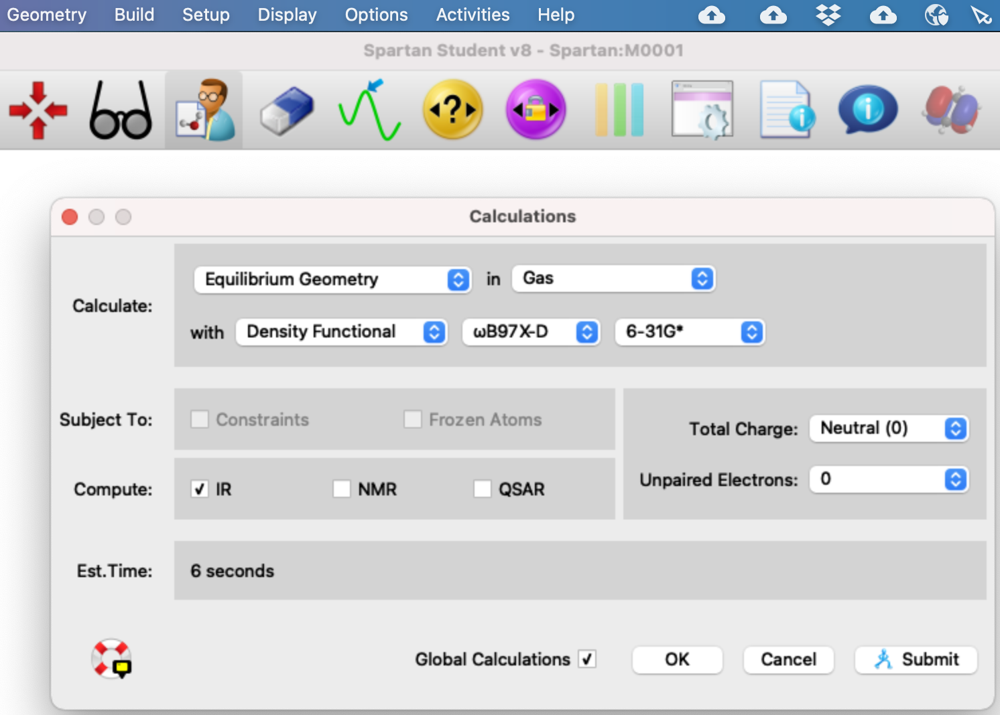 Geometry Build Setup Display Options Activities Help
Spartan Student v8 - Spartan:M0001
?
Calculations
Calculate:
Equilibrium Geometry in Gas
with Density Functional ωB97X-D 6-31G*
Subject To: Constraints Frozen Atoms
Total Charge: Neutral (0)
Compute: IR NMR QSAR
Unpaired Electrons: 0
Est.Time: 6 seconds
Global Calculations OK Cancel Submit